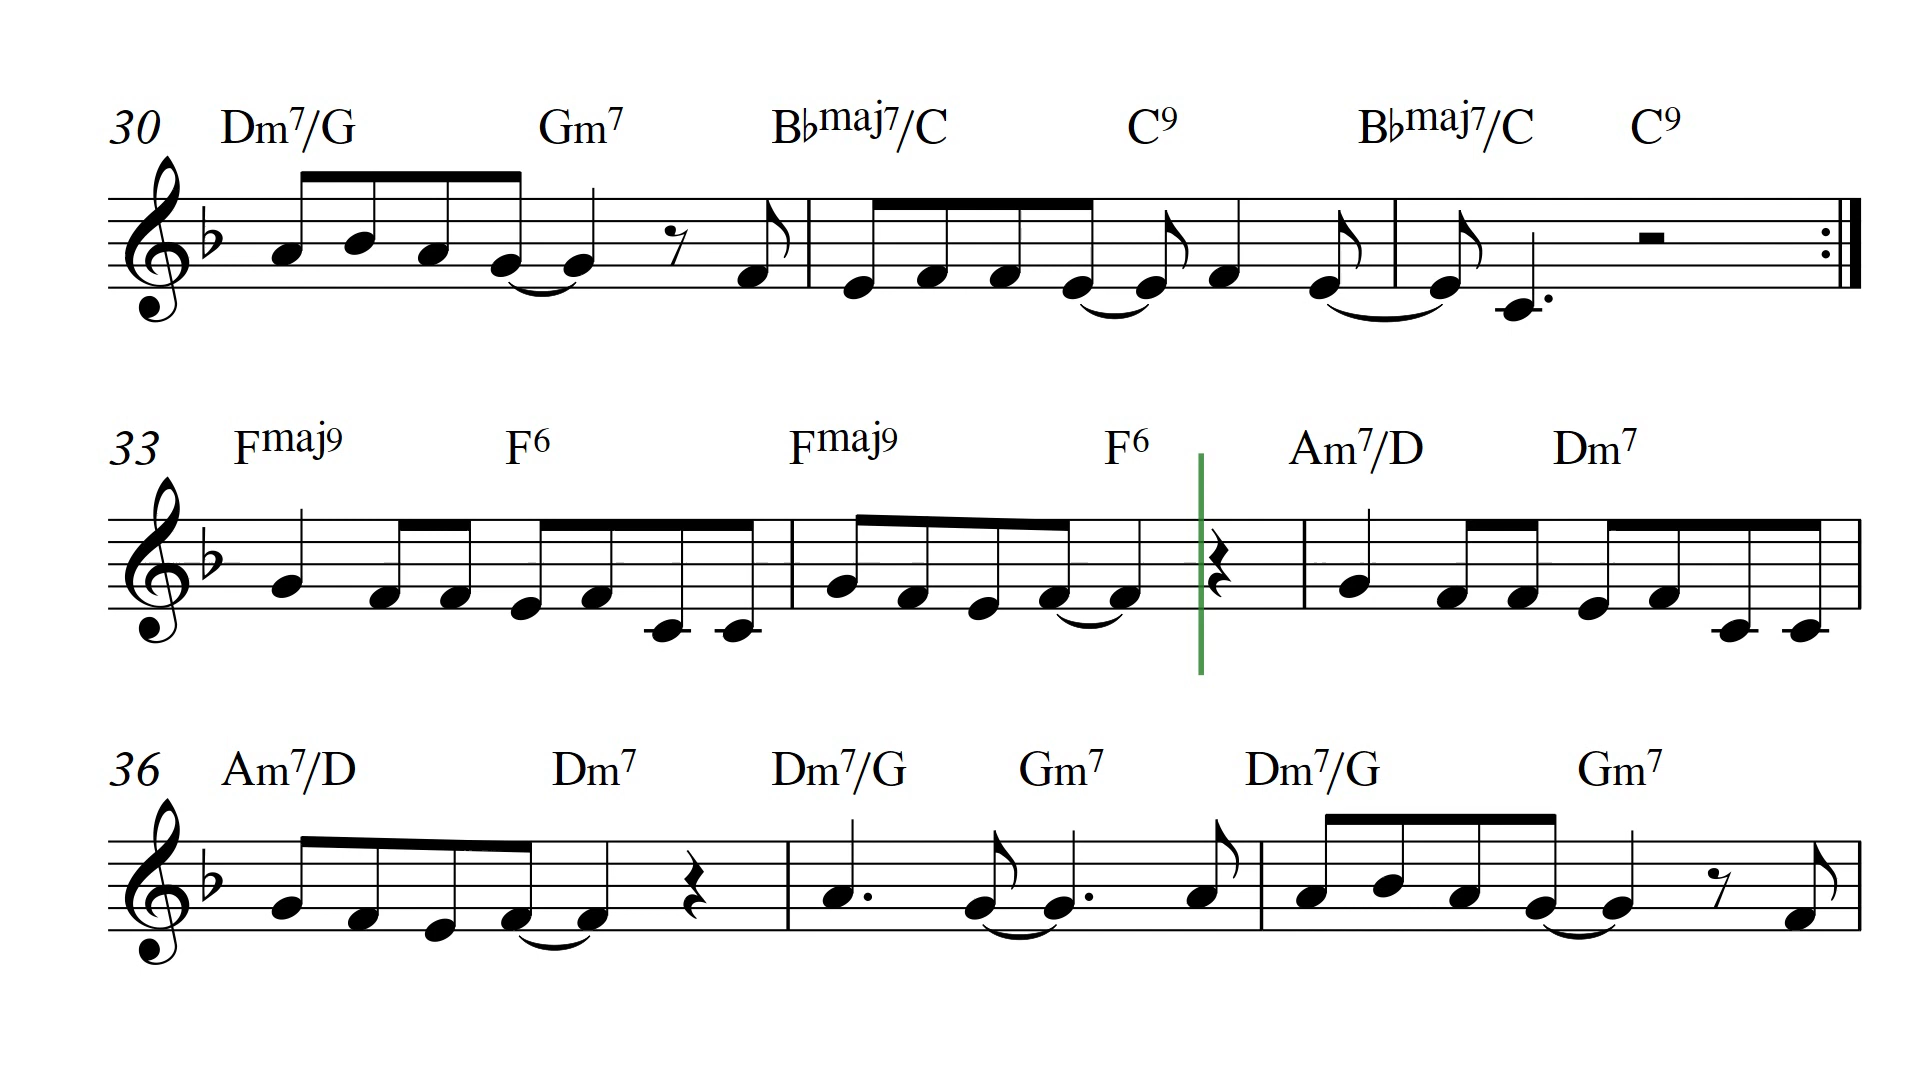 30 Dm7/G Gm7 B♭maj7/C C9 B♭maj7/C C9
33 Fmaj9 F6 Fmaj9 F6 Am7/D Dm7
36 Am7/D Dm7 Dm7/G Gm7 Dm7/G Gm7